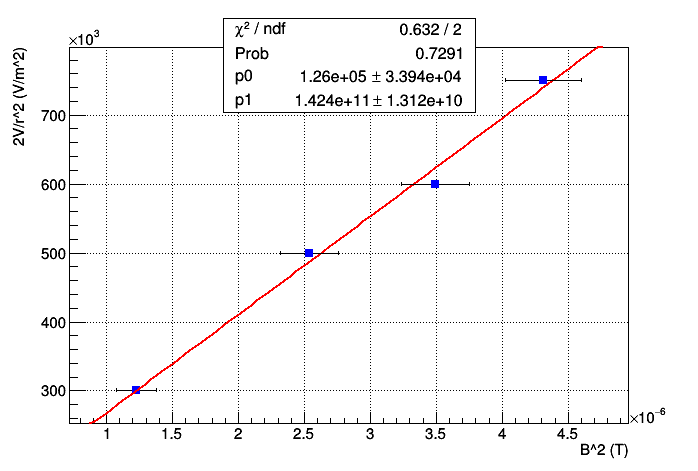 ×10³
2V/r^2 (V/m^2)
χ² / ndf 0.632 / 2
Prob 0.7291
p0 1.26e+05 ± 3.394e+04
p1 1.424e+11 ± 1.312e+10
700
600
500
400
300
1 1.5 2 2.5 3 3.5 4 4.5
×10⁻⁶
B^2 (T)